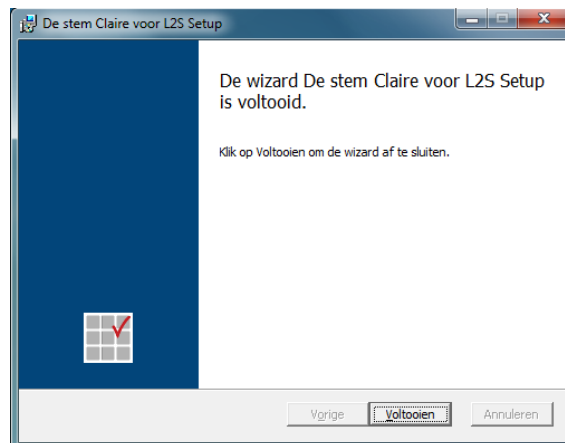 De stem Claire voor L2S Setup
De wizard De stem Claire voor L2S Setup
is voltooid.
Klik op Voltooien om de wizard af te sluiten.
Vorige Voltooien Annuleren